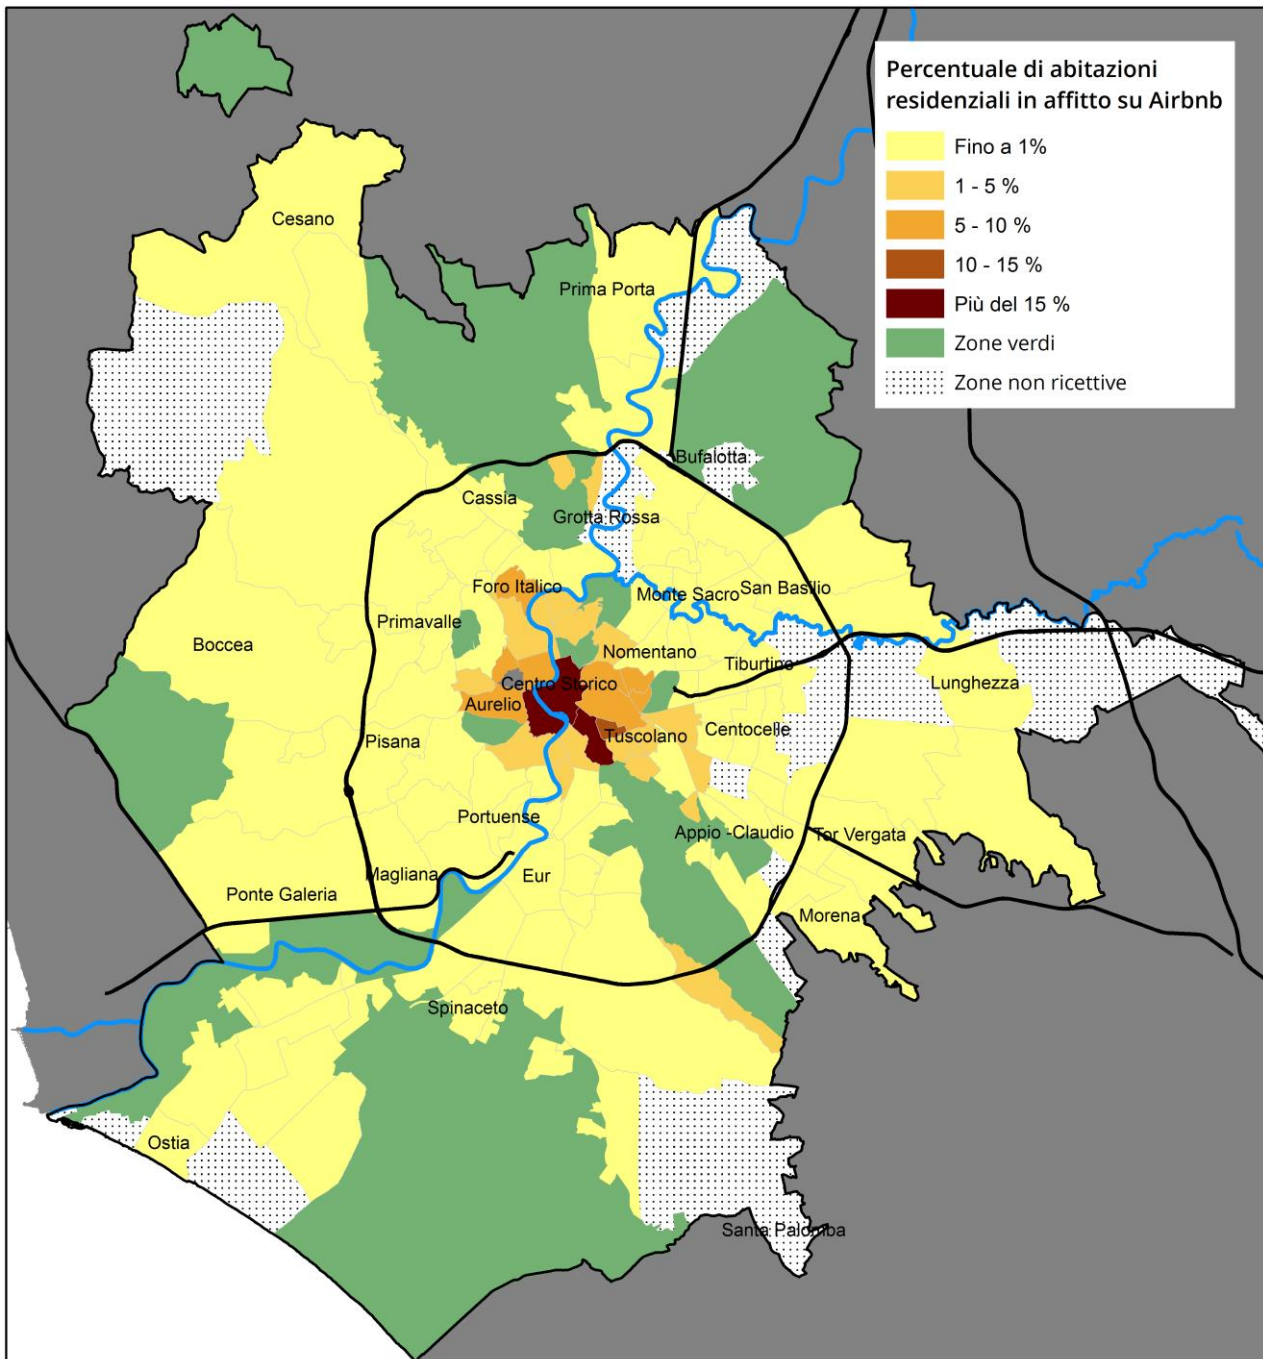 Percentuale di abitazioni
residenziali in affitto su Airbnb
Fino a 1%
1 - 5 %
5 - 10 %
10 - 15 %
Più del 15 %
Zone verdi
Zone non ricettive
Cesano
Prima Porta
Bufalotta
Cassia
Grotta Rossa
Foro Italico
Monte Sacro
San Basilio
Primavalle
Boccea
Nomentano
Tiburtino
Centro Storico
Lunghezza
Aurelio
Tuscolano
Centocelle
Pisana
Portuense
Appio -Claudio
Tor Vergata
Magliana
Eur
Ponte Galeria
Morena
Spinaceto
Ostia
Santa Palomba